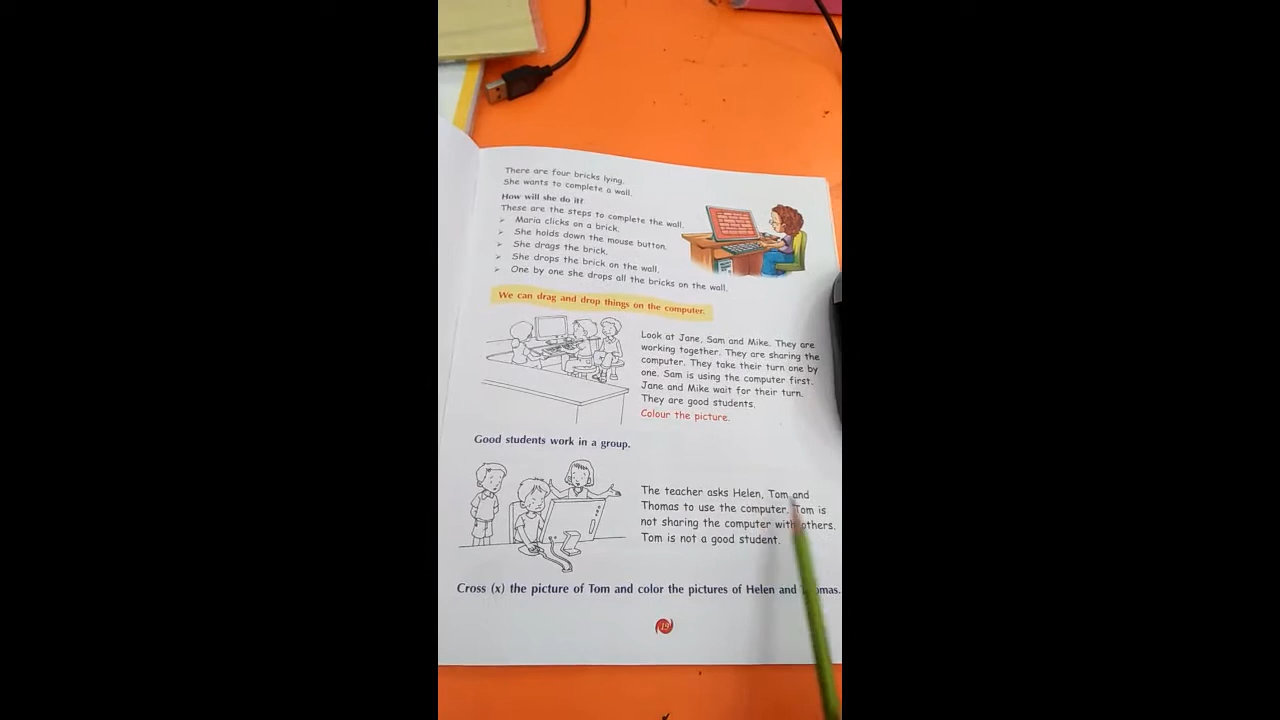 There are four bricks lying.
She wants to complete a wall.
How will she do it?
These are the steps to complete the wall.
➢ Maria clicks on a brick.
➢ She holds down the mouse button.
➢ She drags the brick.
➢ She drops the brick on the wall.
➢ One by one she drops all the bricks on the wall.
We can drag and drop things on the computer.
Look at Jane, Sam and Mike. They are
working together. They are sharing the
computer. They take their turn one by
one. Sam is using the computer first.
Jane and Mike wait for their turn.
They are good students.
Colour the picture.
Good students work in a group.
The teacher asks Helen, Tom and
Thomas to use the computer. Tom is
not sharing the computer with others.
Tom is not a good student.
Cross (x) the picture of Tom and color the pictures of Helen and Thomas.
19